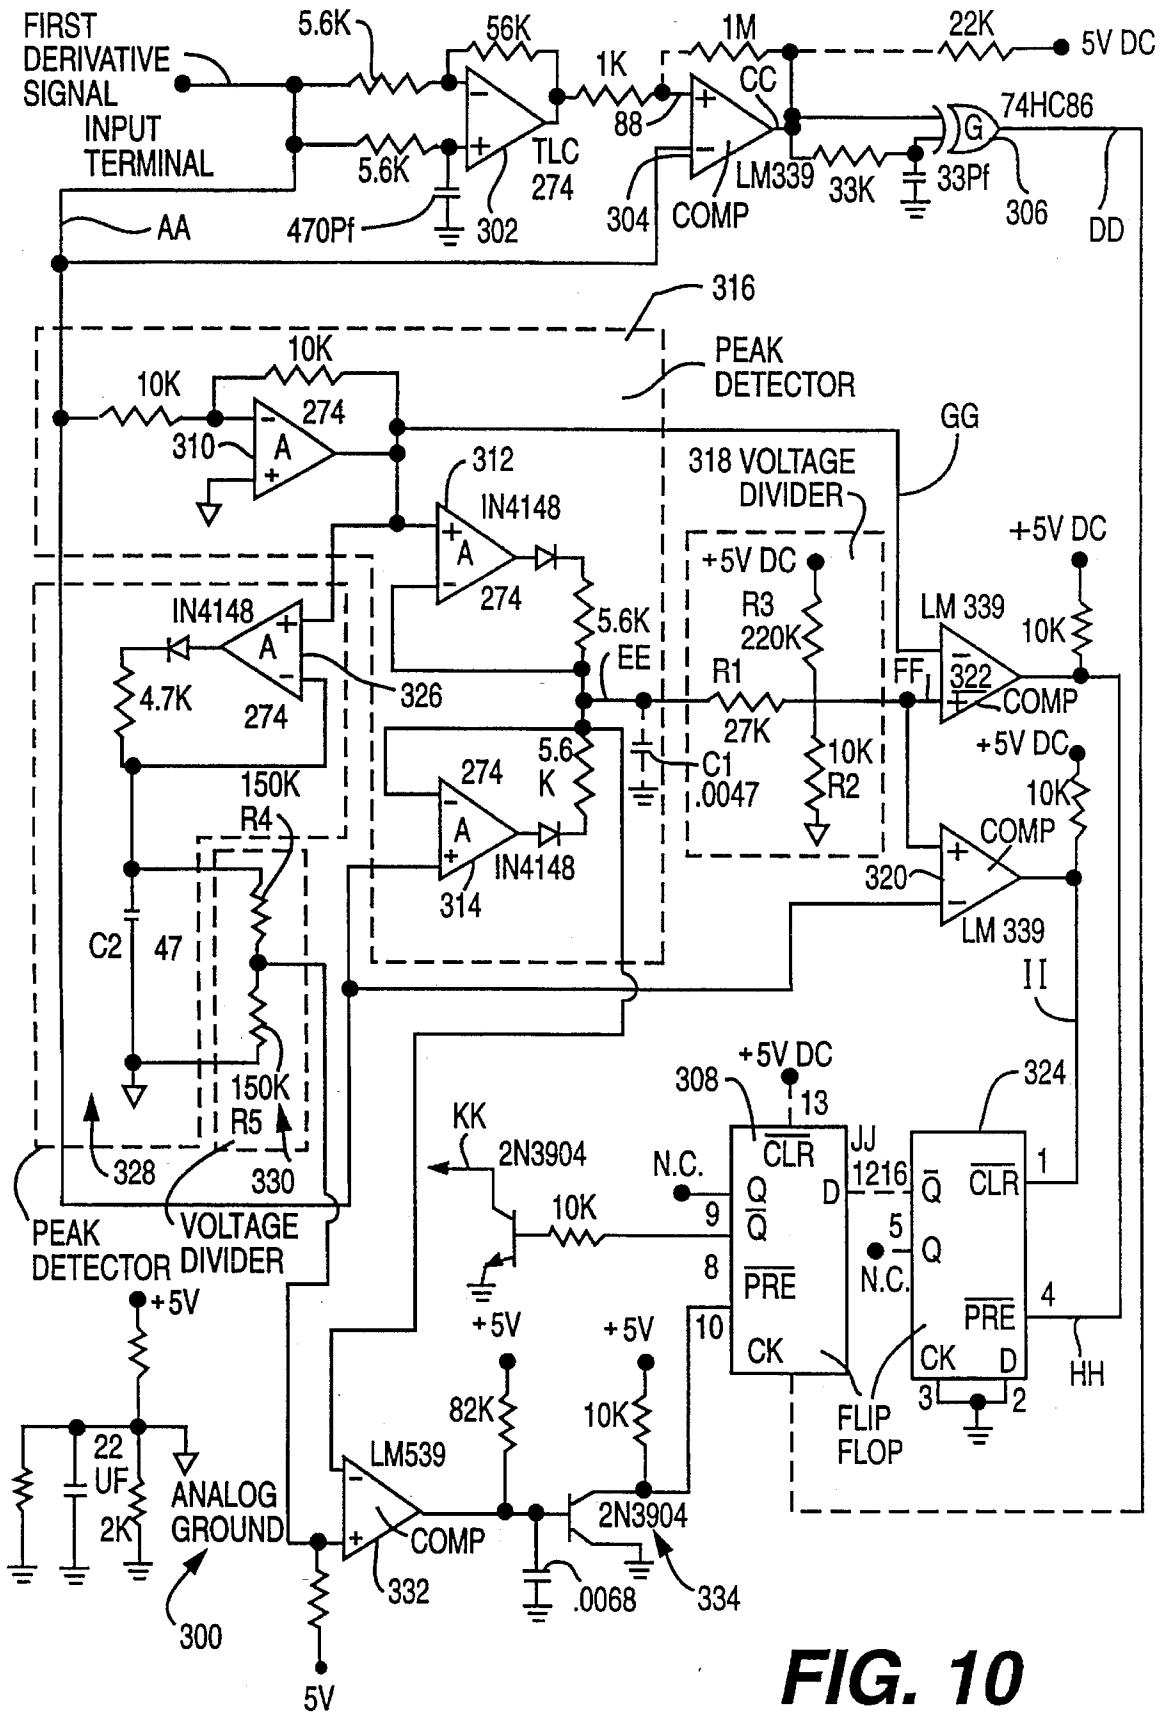 FIRST
DERIVATIVE
SIGNAL
INPUT
TERMINAL
5.6K
56K
1M
22K
5V DC
1K
CC
88
−
+
+
−
5.6K
TLC
274
LM339
G
74HC86
33K
33Pf
470Pf
302
304
COMP
306
DD
AA
316
PEAK
DETECTOR
10K
10K
274
310
−
A
+
GG
312
IN4148
318 VOLTAGE
DIVIDER
+
A
−
274
+5V DC
+5V DC
R3
220K
LM 339
10K
IN4148
+
A
−
326
274
4.7K
5.6K
EE
R1
27K
FF
−
322
+
COMP
+5V DC
5.6
K
C1
.0047
10K
R2
10K
274
−
A
+
IN4148
314
150K
R4
COMP
+
−
320
LM 339
C2
47
II
150K
R5
328
330
PEAK
DETECTOR
VOLTAGE
DIVIDER
+5V DC
308
13
324
KK
2N3904
N.C.
CLR
JJ
1216
Q
D
Q
CLR
1
9
Q
10K
5
Q
N.C.
8
PRE
PRE
4
10
CK
CK
D
3
2
HH
FLIP
FLOP
+5V
+5V
+5V
82K
10K
22
UF
2K
ANALOG
GROUND
LM539
−
+
COMP
332
2N3904
334
.0068
300
5V
FIG. 10